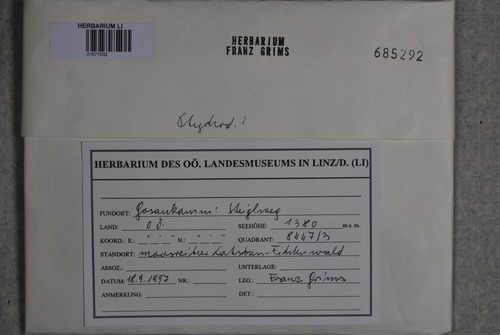 HERBARIUM LI
HERBARIUM
FRANZ GRIMS
685292
HERBARIUM DES OÖ. LANDESMUSEUMS IN LINZ/D. (LI)
FUNDORT: Gosaukamm: Steiglweg
LAND: OÖ. SEEHÖHE: 1380 m s. m.
KOORD.: E.: ° ' " N.: ° ' " QUADRANT: 8447/3
STANDORT: moosreicher Latschen-Fichtenwald
ASSOZ.: UNTERLAGE:
DATUM: 18.9.1997 NR.: LEG.: Franz Grims
ANMERKUNG: DET.: